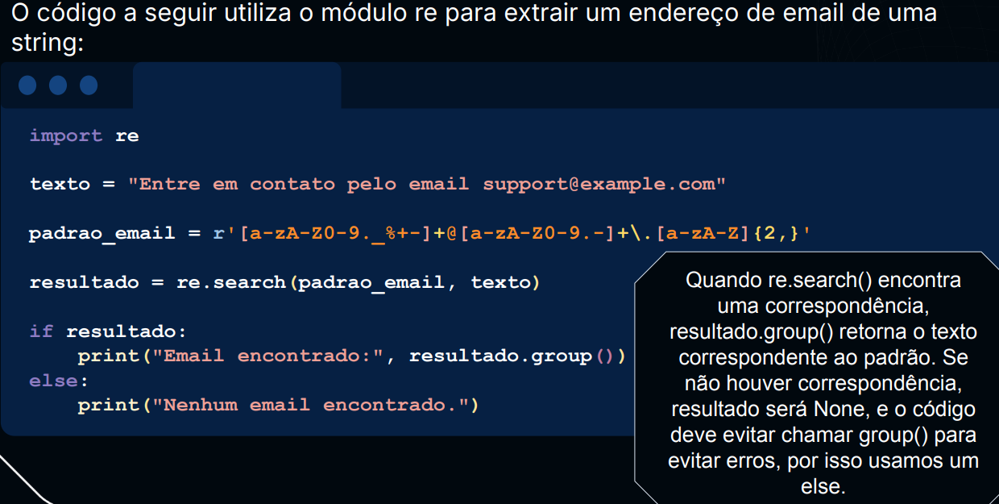 O código a seguir utiliza o módulo re para extrair um endereço de email de uma
string:
import re
texto = "Entre em contato pelo email support@example.com"
padrao_email = r'[a-zA-Z0-9._%+-]+@[a-zA-Z0-9.-]+\.[a-zA-Z]{2,}'
resultado = re.search(padrao_email, texto)
if resultado:
    print("Email encontrado:", resultado.group())
else:
    print("Nenhum email encontrado.")
Quando re.search() encontra
uma correspondência,
resultado.group() retorna o texto
correspondente ao padrão. Se
não houver correspondência,
resultado será None, e o código
deve evitar chamar group() para
evitar erros, por isso usamos um
else.